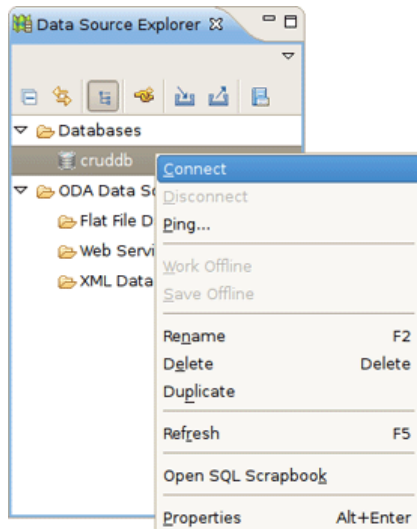 Data Source Explorer
Databases
cruddb
ODA Data So
Flat File D
Web Servi
XML Data
Connect
Disconnect
Ping...
Work Offline
Save Offline
Rename F2
Delete Delete
Duplicate
Refresh F5
Open SQL Scrapbook
Properties Alt+Enter